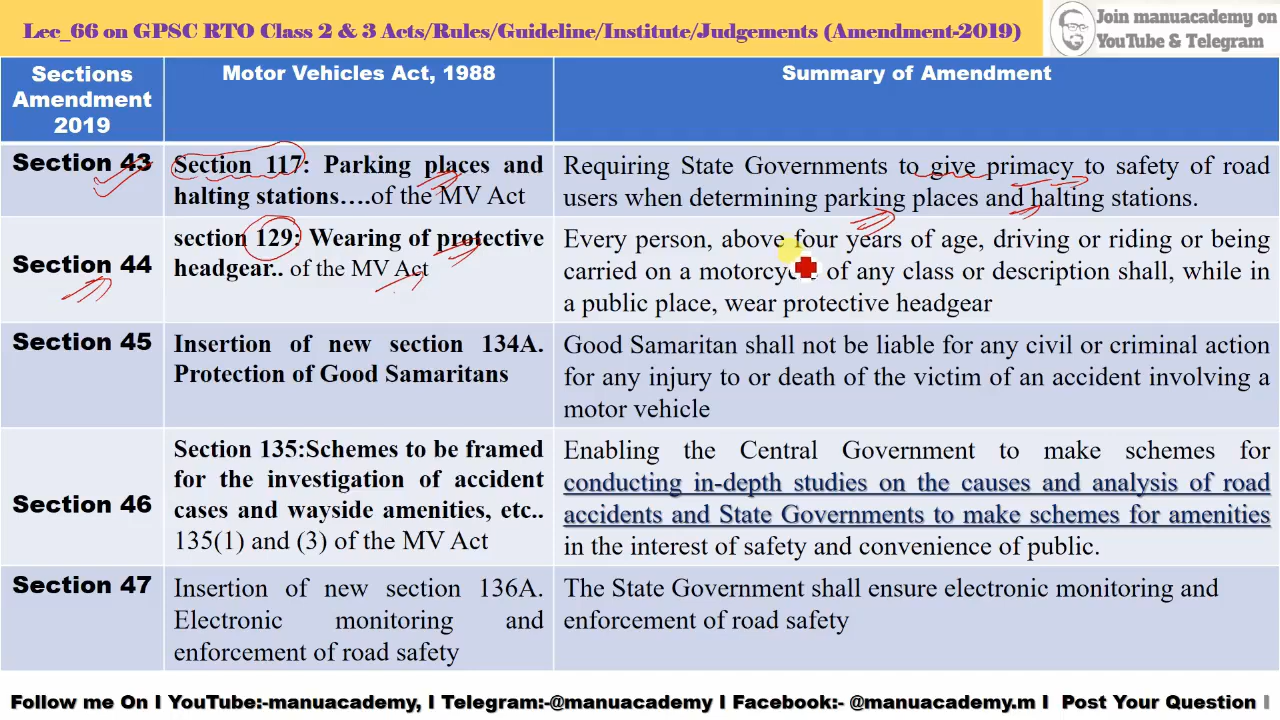 Lec_66 on GPSC RTO Class 2 & 3 Acts/Rules/Guideline/Institute/Judgements (Amendment-2019)
Join manuacademy on
YouTube & Telegram
Sections
Amendment
2019
Motor Vehicles Act, 1988
Summary of Amendment
Section 43
Section 117: Parking places and
halting stations….of the MV Act
Requiring State Governments to give primacy to safety of road
users when determining parking places and halting stations.
Section 44
section 129: Wearing of protective
headgear.. of the MV Act
Every person, above four years of age, driving or riding or being
carried on a motorcycle of any class or description shall, while in
a public place, wear protective headgear
Section 45
Insertion of new section 134A.
Protection of Good Samaritans
Good Samaritan shall not be liable for any civil or criminal action
for any injury to or death of the victim of an accident involving a
motor vehicle
Section 46
Section 135:Schemes to be framed
for the investigation of accident
cases and wayside amenities, etc..
135(1) and (3) of the MV Act
Enabling the Central Government to make schemes for
conducting in-depth studies on the causes and analysis of road
accidents and State Governments to make schemes for amenities
in the interest of safety and convenience of public.
Section 47
Insertion of new section 136A.
Electronic monitoring and
enforcement of road safety
The State Government shall ensure electronic monitoring and
enforcement of road safety
Follow me On I YouTube:-manuacademy, I Telegram:-@manuacademy I Facebook:- @manuacademy.m I Post Your Question I